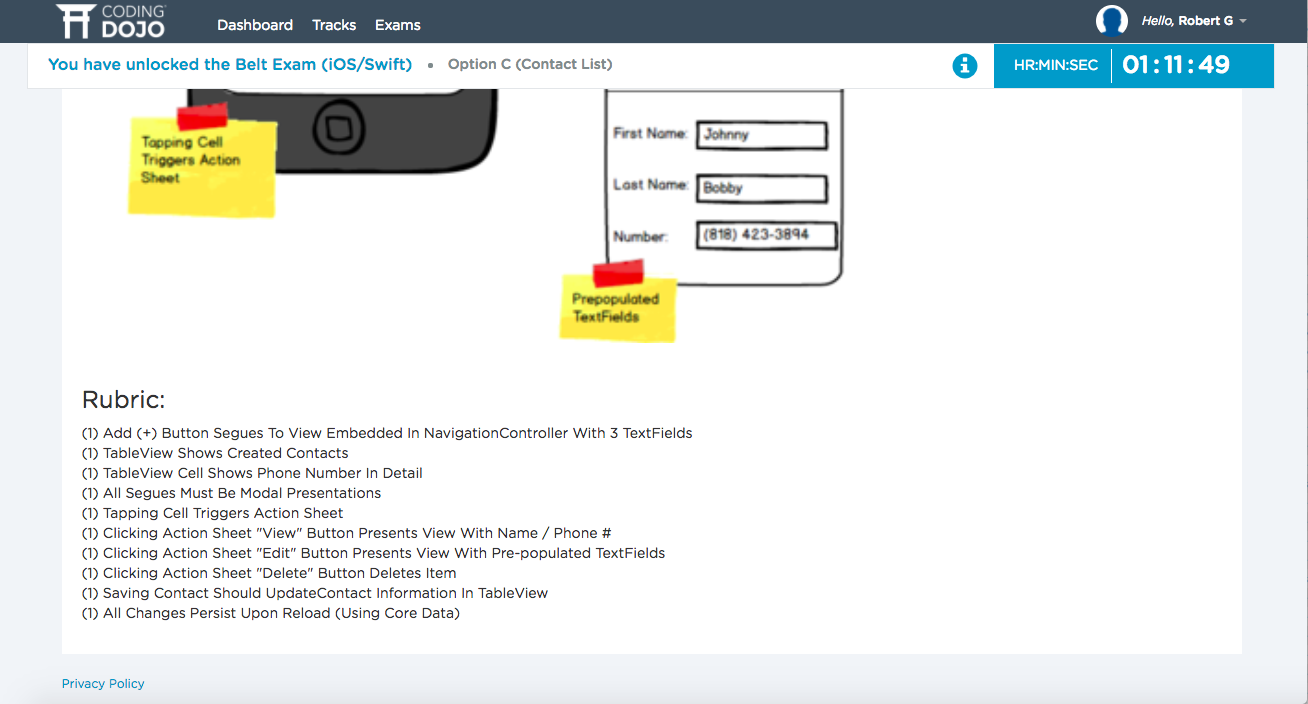 CODING
DOJO
Dashboard Tracks Exams
Hello, Robert G
You have unlocked the Belt Exam (iOS/Swift) • Option C (Contact List)
HR:MIN:SEC 01:11:49
Tapping Cell
Triggers Action
Sheet
First Name: Johnny
Last Name: Bobby
Number: (818) 423-3894
Prepopulated
TextFields
Rubric:
(1) Add (+) Button Segues To View Embedded In NavigationController With 3 TextFields
(1) TableView Shows Created Contacts
(1) TableView Cell Shows Phone Number In Detail
(1) All Segues Must Be Modal Presentations
(1) Tapping Cell Triggers Action Sheet
(1) Clicking Action Sheet "View" Button Presents View With Name / Phone #
(1) Clicking Action Sheet "Edit" Button Presents View With Pre-populated TextFields
(1) Clicking Action Sheet "Delete" Button Deletes Item
(1) Saving Contact Should UpdateContact Information In TableView
(1) All Changes Persist Upon Reload (Using Core Data)
Privacy Policy